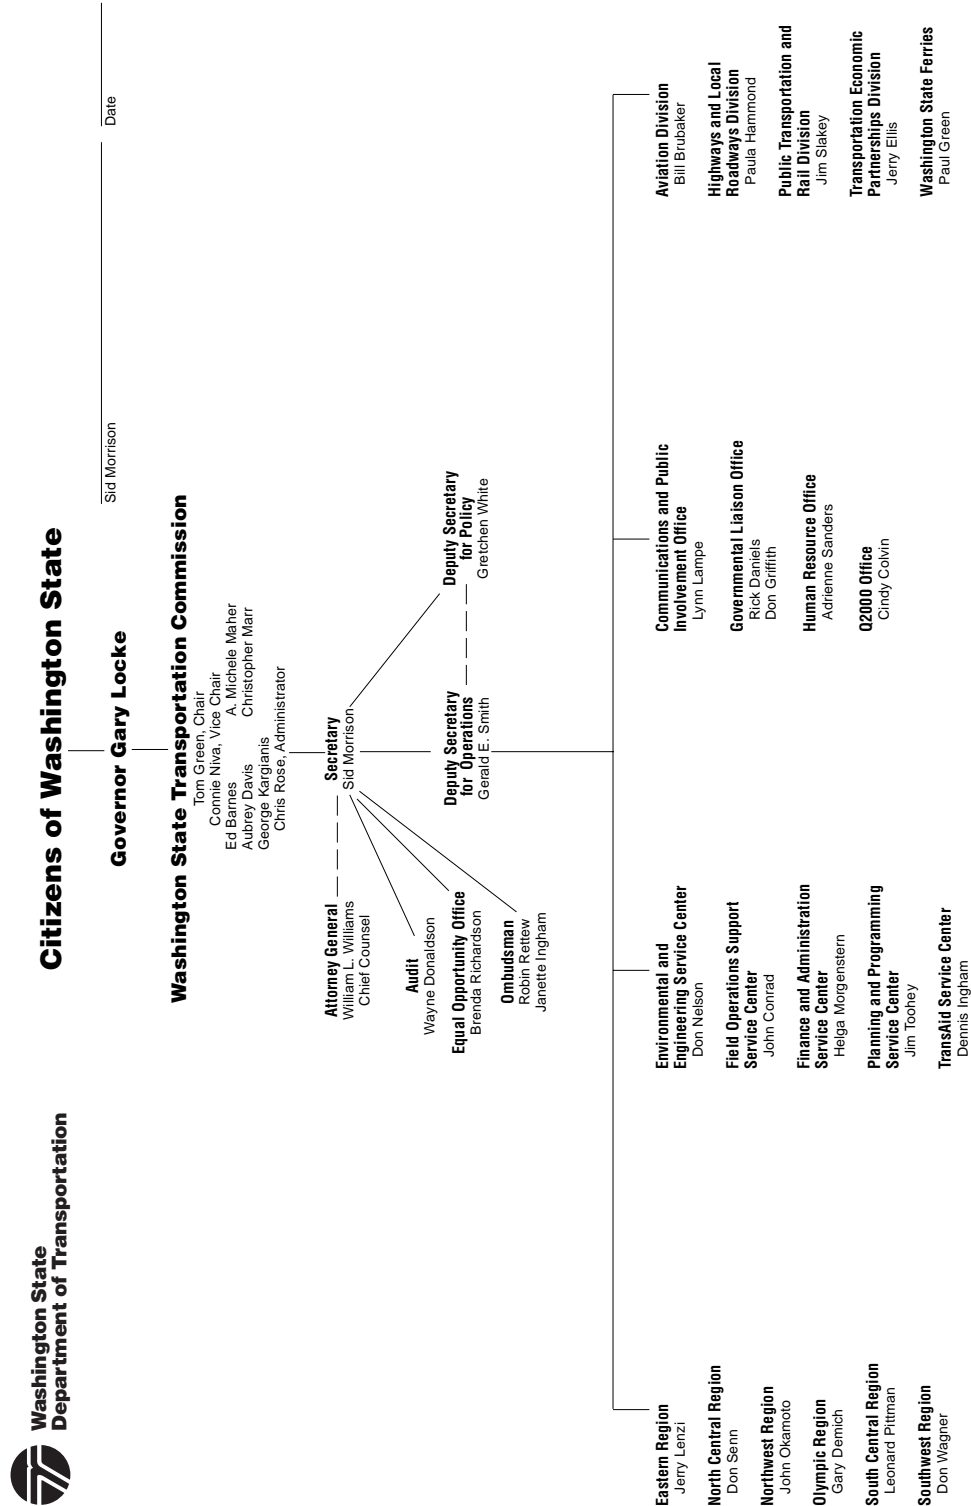 Washington State
Department of Transportation
Citizens of Washington State
Sid Morrison
Date
Governor Gary Locke
Washington State Transportation Commission
Tom Green, Chair
Connie Niva, Vice Chair
Ed Barnes
A. Michele Maher
Aubrey Davis
Christopher Marr
George Kargianis
Chris Rose, Administrator
Secretary
Sid Morrison
Attorney General
William L. Williams
Chief Counsel
Audit
Wayne Donaldson
Equal Opportunity Office
Brenda Richardson
Ombudsman
Robin Rettew
Janette Ingham
Deputy Secretary
for Operations
Gerald E. Smith
Deputy Secretary
for Policy
Gretchen White
Eastern Region
Jerry Lenzi
North Central Region
Don Senn
Northwest Region
John Okamoto
Olympic Region
Gary Demich
South Central Region
Leonard Pittman
Southwest Region
Don Wagner
Environmental and
Engineering Service Center
Don Nelson
Field Operations Support
Service Center
John Conrad
Finance and Administration
Service Center
Helga Morgenstern
Planning and Programming
Service Center
Jim Toohey
TransAid Service Center
Dennis Ingham
Communications and Public
Involvement Office
Lynn Lampe
Governmental Liaison Office
Rick Daniels
Don Griffith
Human Resource Office
Adrienne Sanders
Q2000 Office
Cindy Colvin
Aviation Division
Bill Brubaker
Highways and Local
Roadways Division
Paula Hammond
Public Transportation and
Rail Division
Jim Slakey
Transportation Economic
Partnerships Division
Jerry Ellis
Washington State Ferries
Paul Green